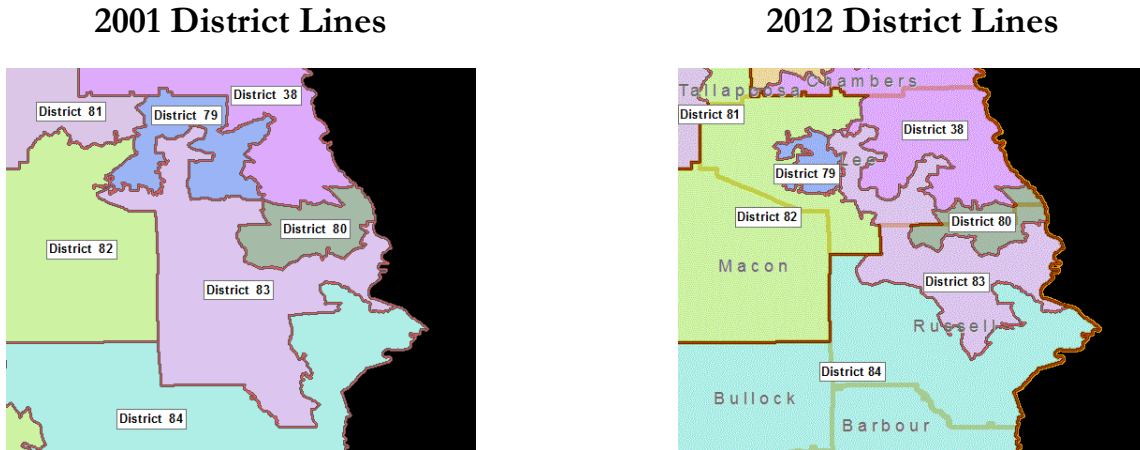 2001 District Lines
District 81
District 79
District 38
District 82
District 80
District 83
District 84
2012 District Lines
Chambers
Tallapoosa
District 81
District 38
Lee
District 79
District 82
District 80
Macon
District 83
Russell
District 84
Bullock
Barbour